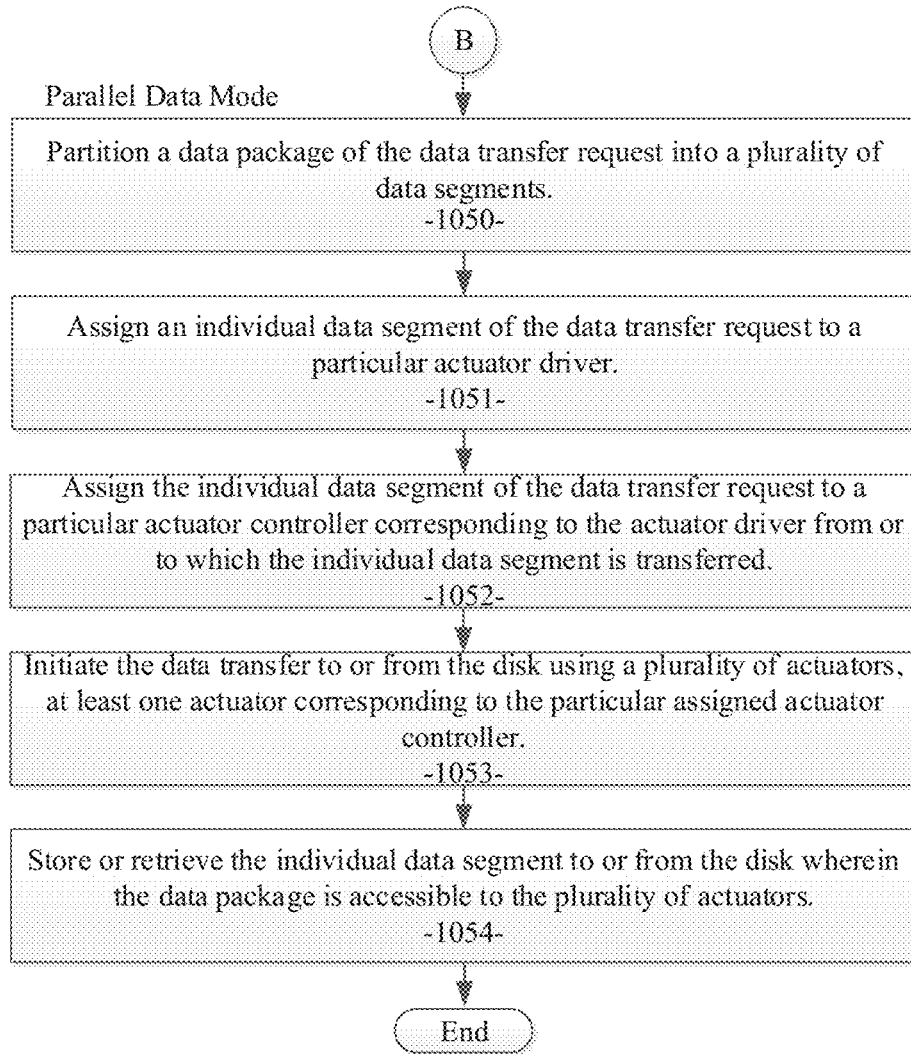 B
Parallel Data Mode
Partition a data package of the data transfer request into a plurality of
data segments.
-1050-
Assign an individual data segment of the data transfer request to a
particular actuator driver.
-1051-
Assign the individual data segment of the data transfer request to a
particular actuator controller corresponding to the actuator driver from or
to which the individual data segment is transferred.
-1052-
Initiate the data transfer to or from the disk using a plurality of actuators,
at least one actuator corresponding to the particular assigned actuator
controller.
-1053-
Store or retrieve the individual data segment to or from the disk wherein
the data package is accessible to the plurality of actuators.
-1054-
End